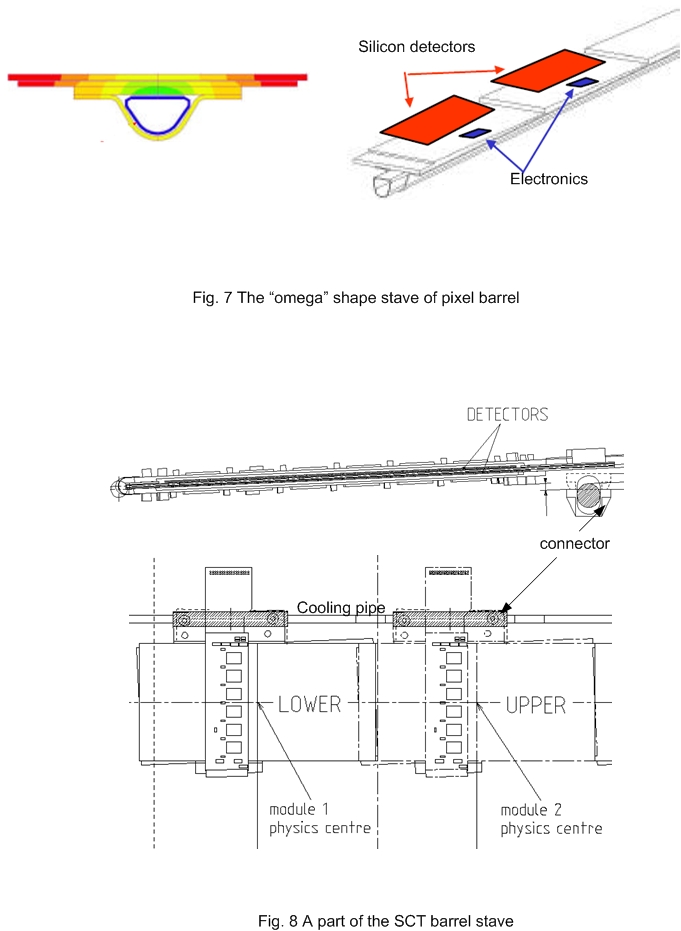 Silicon detectors
Electronics
Fig. 7 The “omega” shape stave of pixel barrel
DETECTORS
connector
Cooling pipe
LOWER
UPPER
module 1
physics centre
module 2
physics centre
Fig. 8 A part of the SCT barrel stave